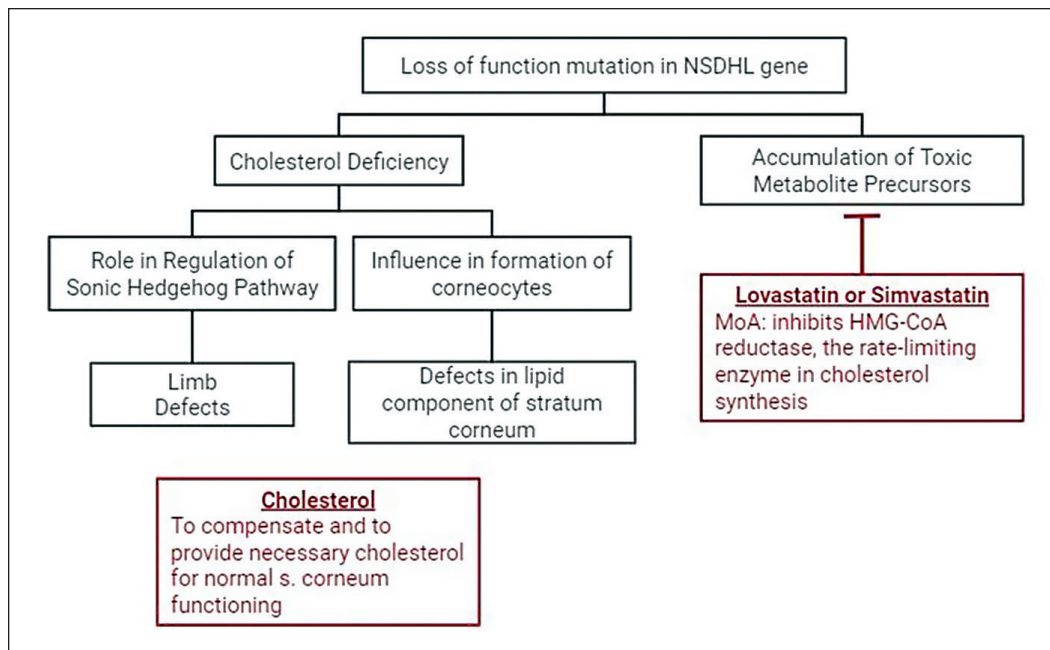 Loss of function mutation in NSDHL gene
Cholesterol Deficiency
Accumulation of Toxic
Metabolite Precursors
Role in Regulation of
Sonic Hedgehog Pathway
Influence in formation of
corneocytes
Lovastatin or Simvastatin
MoA: inhibits HMG-CoA
reductase, the rate-limiting
enzyme in cholesterol
synthesis
Limb
Defects
Defects in lipid
component of stratum
corneum
Cholesterol
To compensate and to
provide necessary cholesterol
for normal s. corneum
functioning